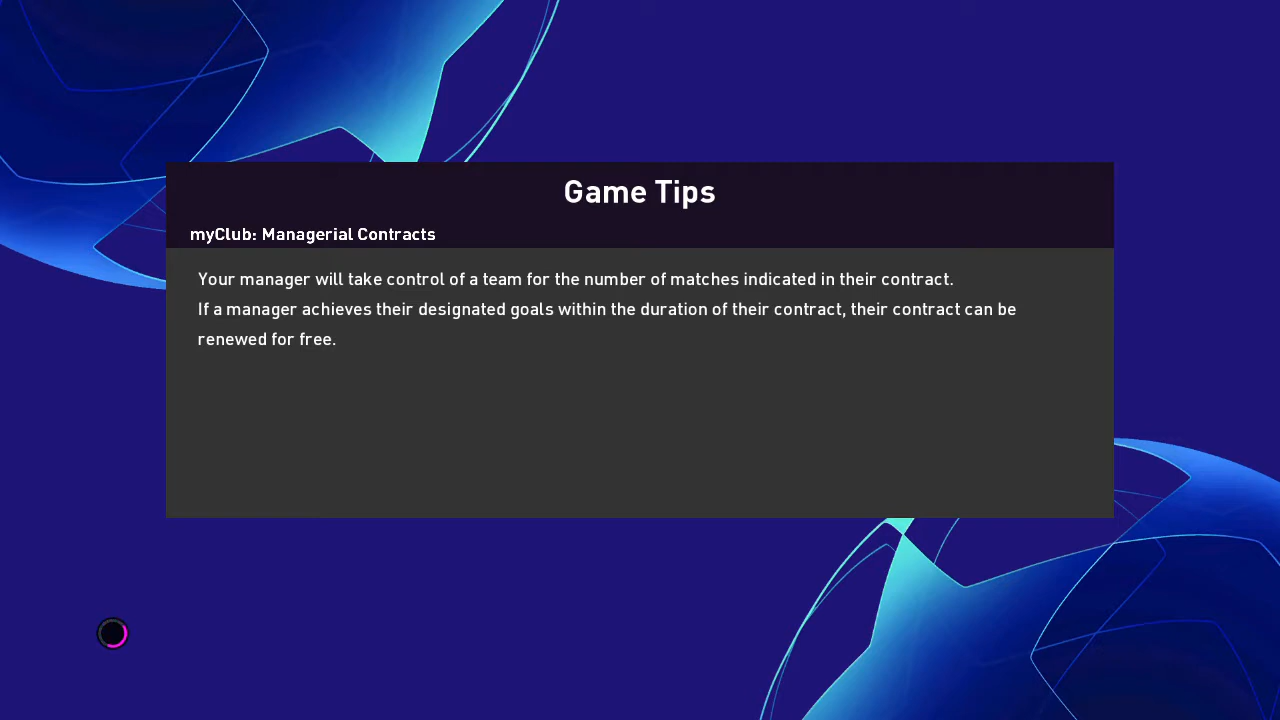 Game Tips
myClub: Managerial Contracts
Your manager will take control of a team for the number of matches indicated in their contract.
If a manager achieves their designated goals within the duration of their contract, their contract can be
renewed for free.